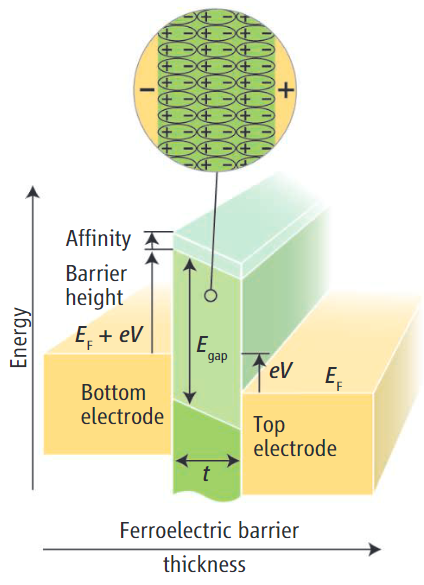 Affinity
Barrier
height
E_F + eV
E_gap
eV
E_F
Bottom
electrode
Top
electrode
t
Energy
Ferroelectric barrier
thickness